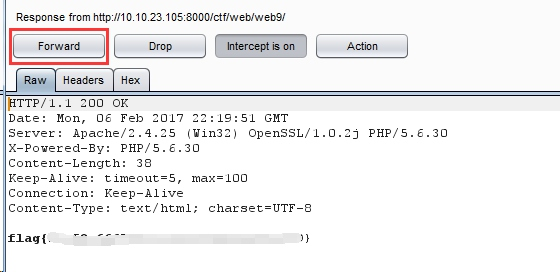 Response from http://10.10.23.105:8000/ctf/web/web9/
Forward Drop Intercept is on Action
Raw Headers Hex
HTTP/1.1 200 OK
Date: Mon, 06 Feb 2017 22:19:51 GMT
Server: Apache/2.4.25 (Win32) OpenSSL/1.0.2j PHP/5.6.30
X-Powered-By: PHP/5.6.30
Content-Length: 38
Keep-Alive: timeout=5, max=100
Connection: Keep-Alive
Content-Type: text/html; charset=UTF-8
flag{